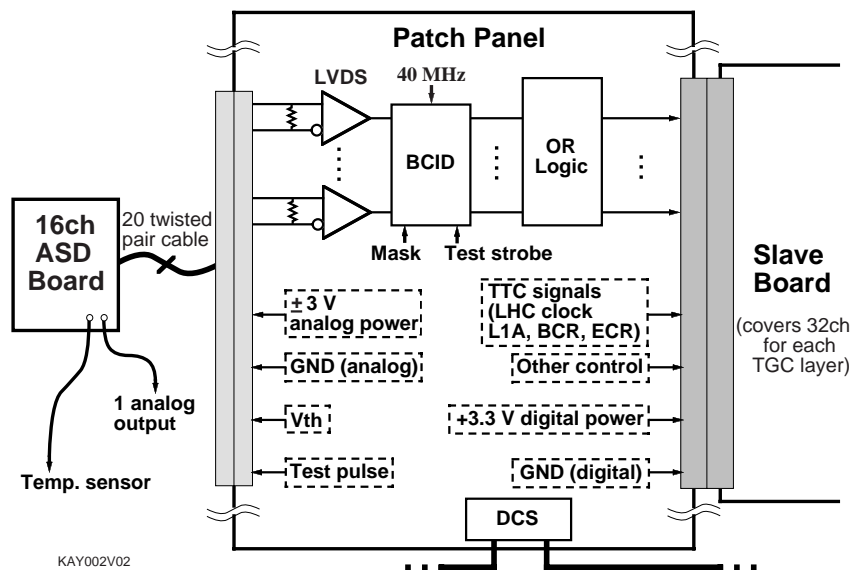 Patch Panel
LVDS
40 MHz
BCID
OR
Logic
16ch
ASD
Board
20 twisted
pair cable
Mask
Test strobe
Slave
Board
(covers 32ch
for each
TGC layer)
± 3 V
analog power
TTC signals
(LHC clock
L1A, BCR, ECR)
GND (analog)
Other control
1 analog
output
Vth
+3.3 V digital power
Temp. sensor
Test pulse
GND (digital)
DCS
KAY002V02